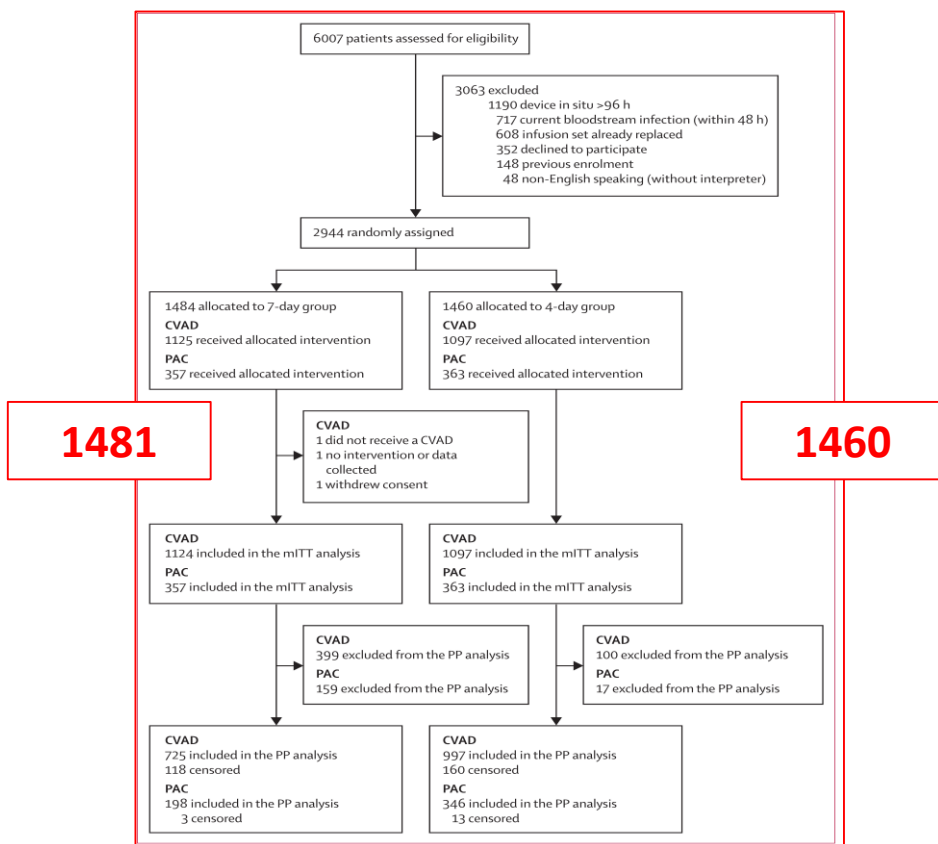 6007 patients assessed for eligibility
3063 excluded
1190 device in situ >96 h
717 current bloodstream infection (within 48 h)
608 infusion set already replaced
352 declined to participate
148 previous enrolment
48 non-English speaking (without interpreter)
2944 randomly assigned
1484 allocated to 7-day group
CVAD
1125 received allocated intervention
PAC
357 received allocated intervention
1460 allocated to 4-day group
CVAD
1097 received allocated intervention
PAC
363 received allocated intervention
1481
CVAD
1 did not receive a CVAD
1 no intervention or data
collected
1 withdrew consent
1460
CVAD
1124 included in the mITT analysis
PAC
357 included in the mITT analysis
CVAD
1097 included in the mITT analysis
PAC
363 included in the mITT analysis
CVAD
399 excluded from the PP analysis
PAC
159 excluded from the PP analysis
CVAD
100 excluded from the PP analysis
PAC
17 excluded from the PP analysis
CVAD
725 included in the PP analysis
118 censored
PAC
198 included in the PP analysis
3 censored
CVAD
997 included in the PP analysis
160 censored
PAC
346 included in the PP analysis
13 censored